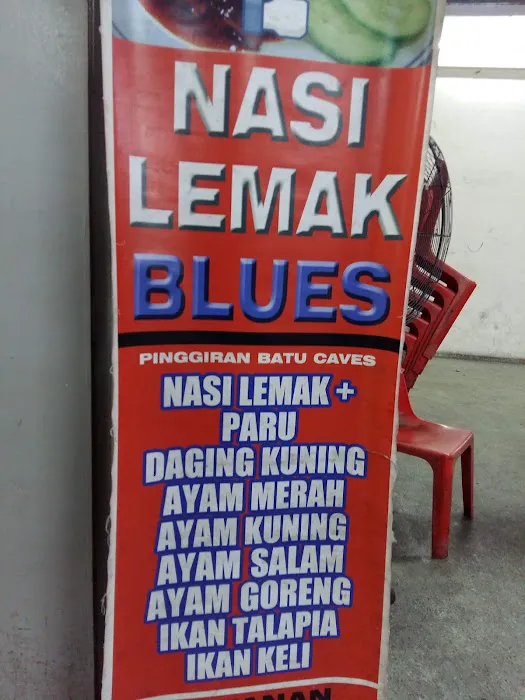 NASI
LEMAK
BLUES
PINGGIRAN BATU CAVES
NASI LEMAK +
PARU
DAGING KUNING
AYAM MERAH
AYAM KUNING
AYAM SALAM
AYAM GORENG
IKAN TALAPIA
IKAN KELI